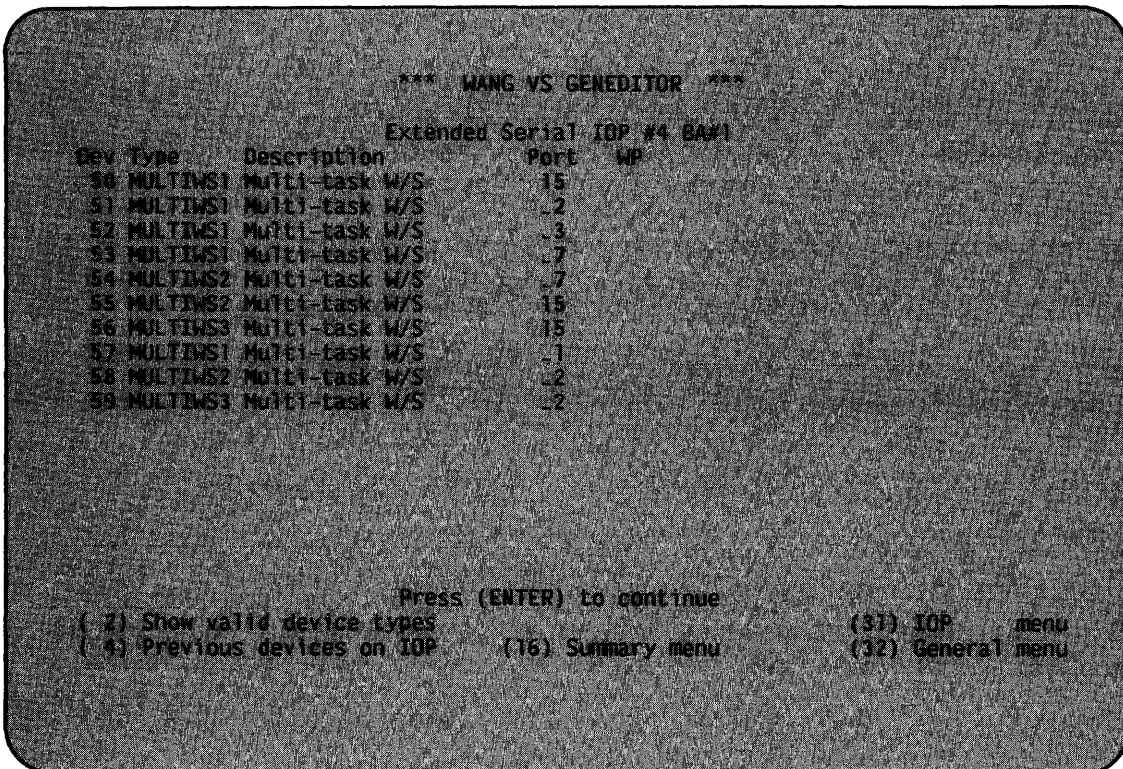 *** WANG VS GENEDITOR ***
Extended Serial IOP #4 BA#1
Dev Type Description Port WP
50 MULTIWS1 Multi-task W/S 15
51 MULTIWS1 Multi-task W/S _2
52 MULTIWS1 Multi-task W/S _3
53 MULTIWS1 Multi-task W/S _7
54 MULTIWS2 Multi-task W/S _7
55 MULTIWS2 Multi-task W/S 15
56 MULTIWS3 Multi-task W/S 15
57 MULTIWS1 Multi-task W/S _1
58 MULTIWS2 Multi-task W/S _2
59 MULTIWS3 Multi-task W/S _2
Press (ENTER) to continue
( 2) Show valid device types (31) IOP menu
( 4) Previous devices on IOP (16) Summary menu (32) General menu